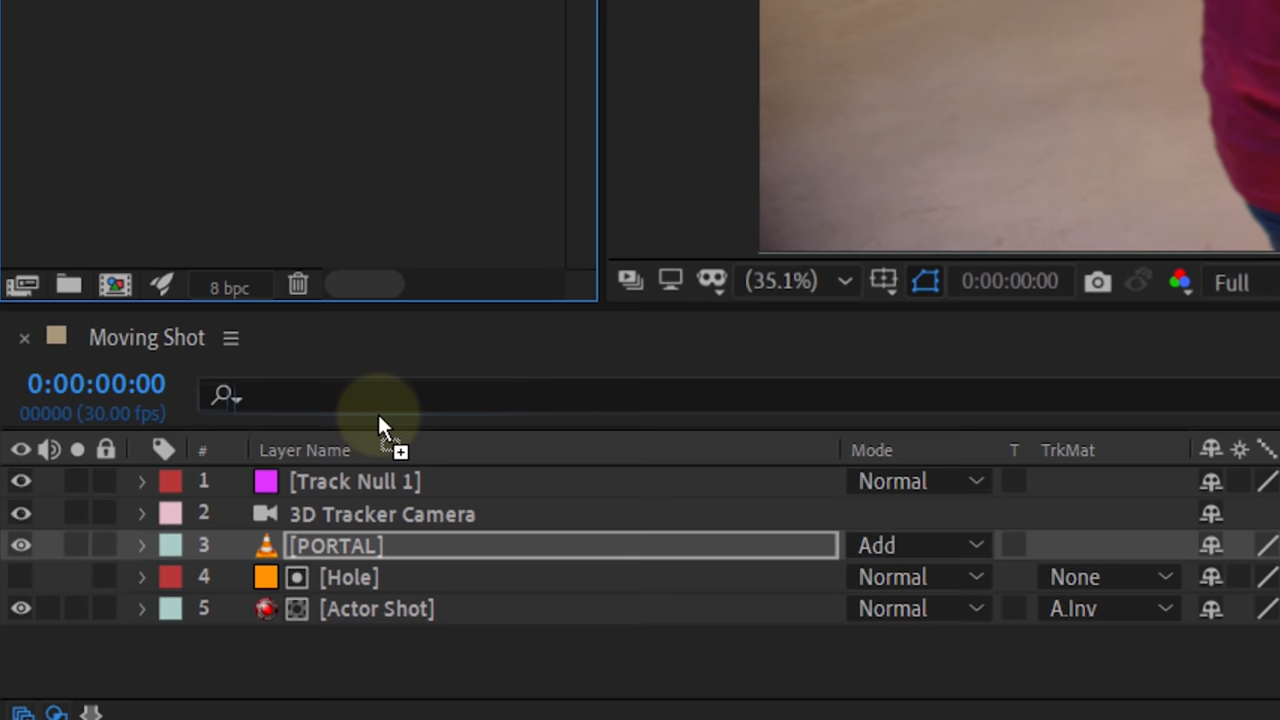 8 bpc
(35.1%) 0:00:00:00 Full
× Moving Shot
0:00:00:00
00000 (30.00 fps)
# Layer Name Mode T TrkMat
1 [Track Null 1] Normal
2 3D Tracker Camera
3 [PORTAL] Add
4 [Hole] Normal None
5 [Actor Shot] Normal A.Inv